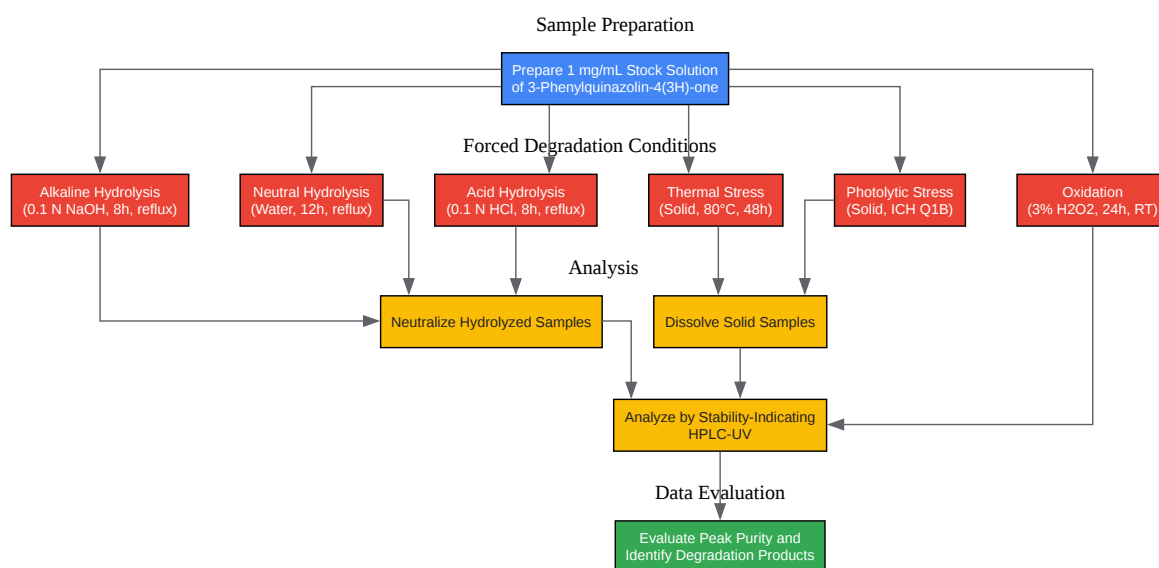 Sample Preparation
Prepare 1 mg/mL Stock Solution
of 3-Phenylquinazolin-4(3H)-one
Forced Degradation Conditions
Alkaline Hydrolysis
(0.1 N NaOH, 8h, reflux)
Neutral Hydrolysis
(Water, 12h, reflux)
Acid Hydrolysis
(0.1 N HCl, 8h, reflux)
Thermal Stress
(Solid, 80°C, 48h)
Photolytic Stress
(Solid, ICH Q1B)
Oxidation
(3% H2O2, 24h, RT)
Analysis
Neutralize Hydrolyzed Samples
Dissolve Solid Samples
Analyze by Stability-Indicating
HPLC-UV
Data Evaluation
Evaluate Peak Purity and
Identify Degradation Products